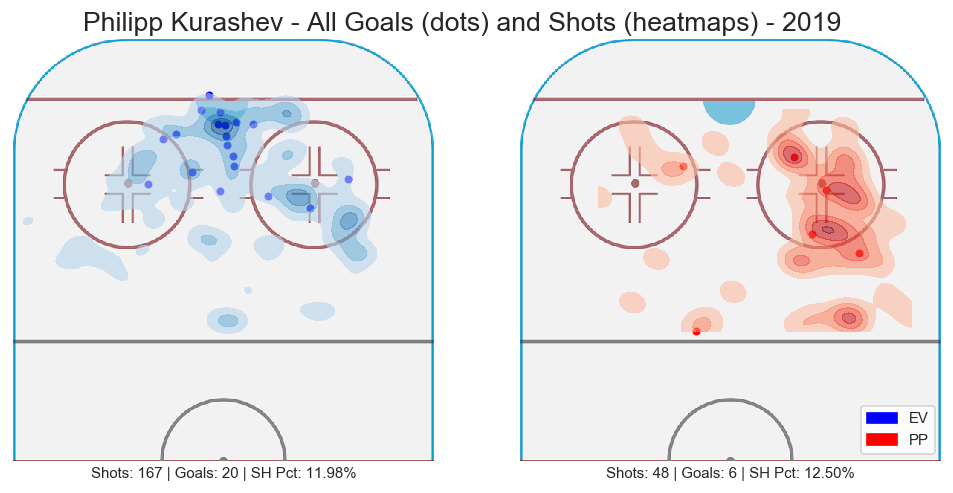 Philipp Kurashev - All Goals (dots) and Shots (heatmaps) - 2019
EV
PP
Shots: 167 | Goals: 20 | SH Pct: 11.98%
Shots: 48 | Goals: 6 | SH Pct: 12.50%